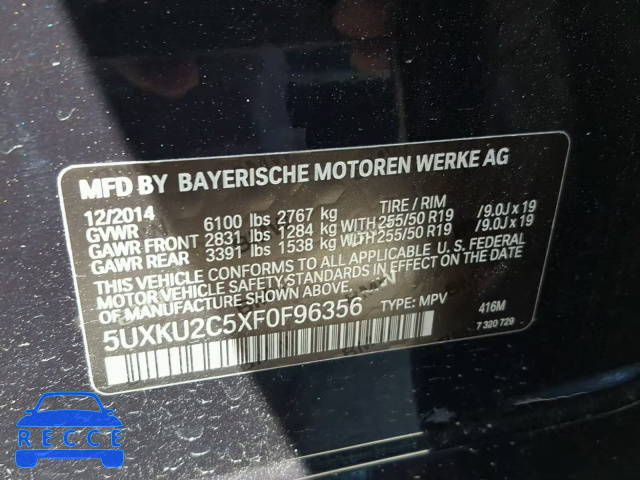 MFD BY BAYERISCHE MOTOREN WERKE AG
12/2014 TIRE / RIM
GVWR 6100 lbs 2767 kg
GAWR FRONT 2831 lbs 1284 kg WITH 255/50 R19 /9.0J x 19
GAWR REAR 3391 lbs 1538 kg WITH 255/50 R19 /9.0J x 19
THIS VEHICLE CONFORMS TO ALL APPLICABLE U. S. FEDERAL
MOTOR VEHICLE SAFETY STANDARDS IN EFFECT ON THE DATE
OF MANUFACTURE SHOWN ABOVE.
5UXKU2C5XF0F96356 TYPE: MPV 416M
7 320 729
RECCE